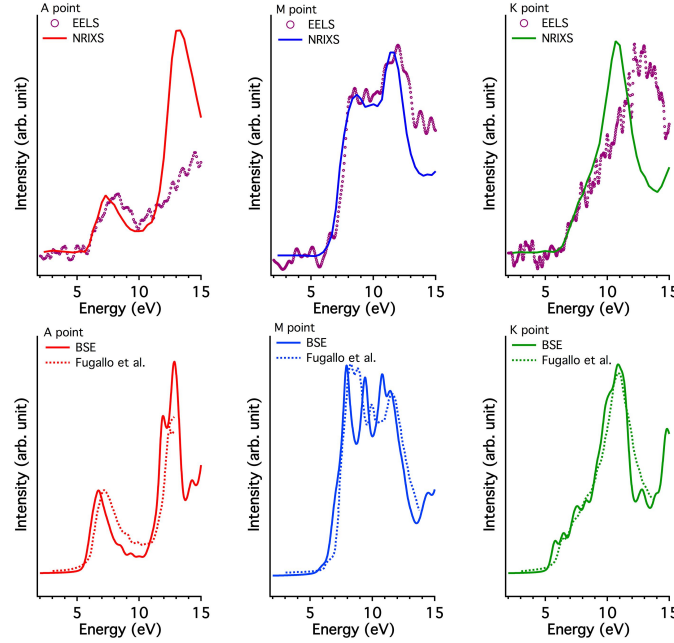 A point
EELS
NRIXS
Intensity (arb. unit)
5 10 15
Energy (eV)
M point
EELS
NRIXS
Intensity (arb. unit)
5 10 15
Energy (eV)
K point
EELS
NRIXS
Intensity (arb. unit)
5 10 15
Energy (eV)
A point
BSE
Fugallo et al.
Intensity (arb. unit)
5 10 15
Energy (eV)
M point
BSE
Fugallo et al.
Intensity (arb. unit)
5 10 15
Energy (eV)
K point
BSE
Fugallo et al.
Intensity (arb. unit)
5 10 15
Energy (eV)